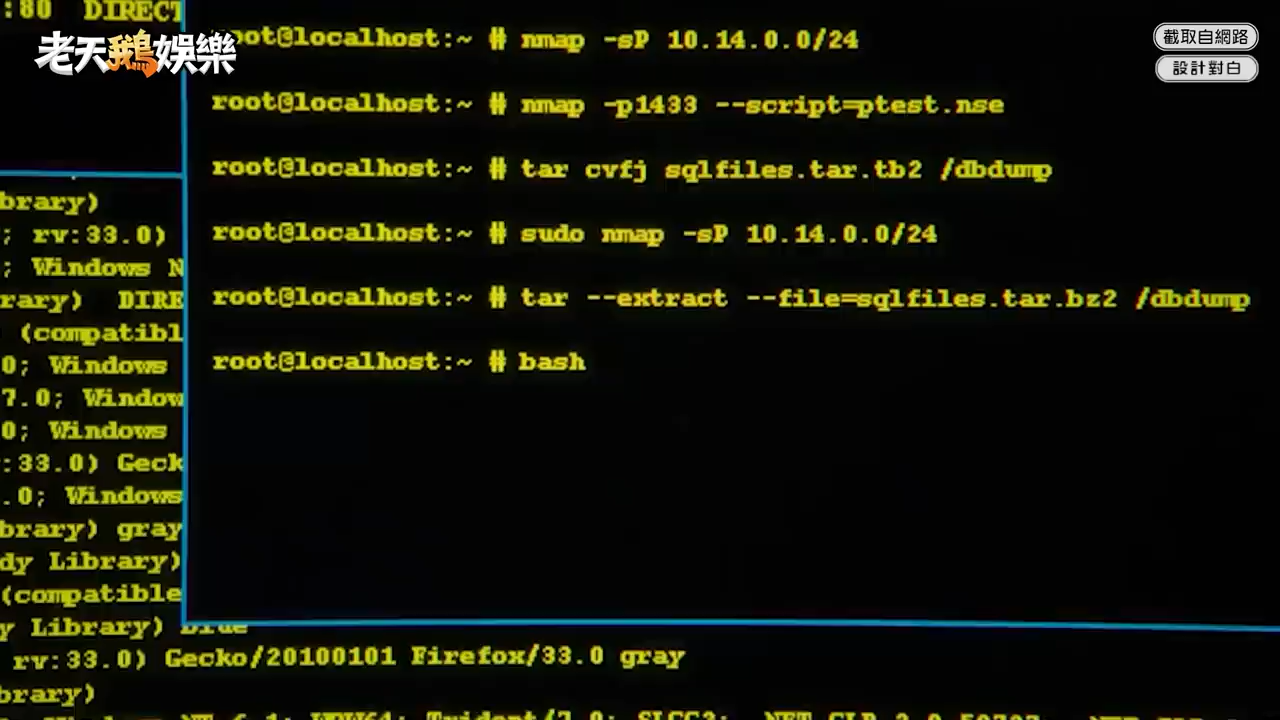 :80 DIRECT
老天鵝娛樂
截取自網路
設計對白
root@localhost:~ # nmap -sP 10.14.0.0/24
root@localhost:~ # nmap -p1433 --script=ptest.nse
root@localhost:~ # tar cvfj sqlfiles.tar.tb2 /dbdump
root@localhost:~ # sudo nmap -sP 10.14.0.0/24
root@localhost:~ # tar --extract --file=sqlfiles.tar.bz2 /dbdump
root@localhost:~ # bash
brary)
; rv:33.0)
; Windows N
rary) DIRE
(compatibl
0; Windows
7.0; Window
0; Windows
:33.0) Geck
.0; Windows
brary) gray
dy Library)
(compatible
y Library) blue
rv:33.0) Gecko/20100101 Firefox/33.0 gray
brary)